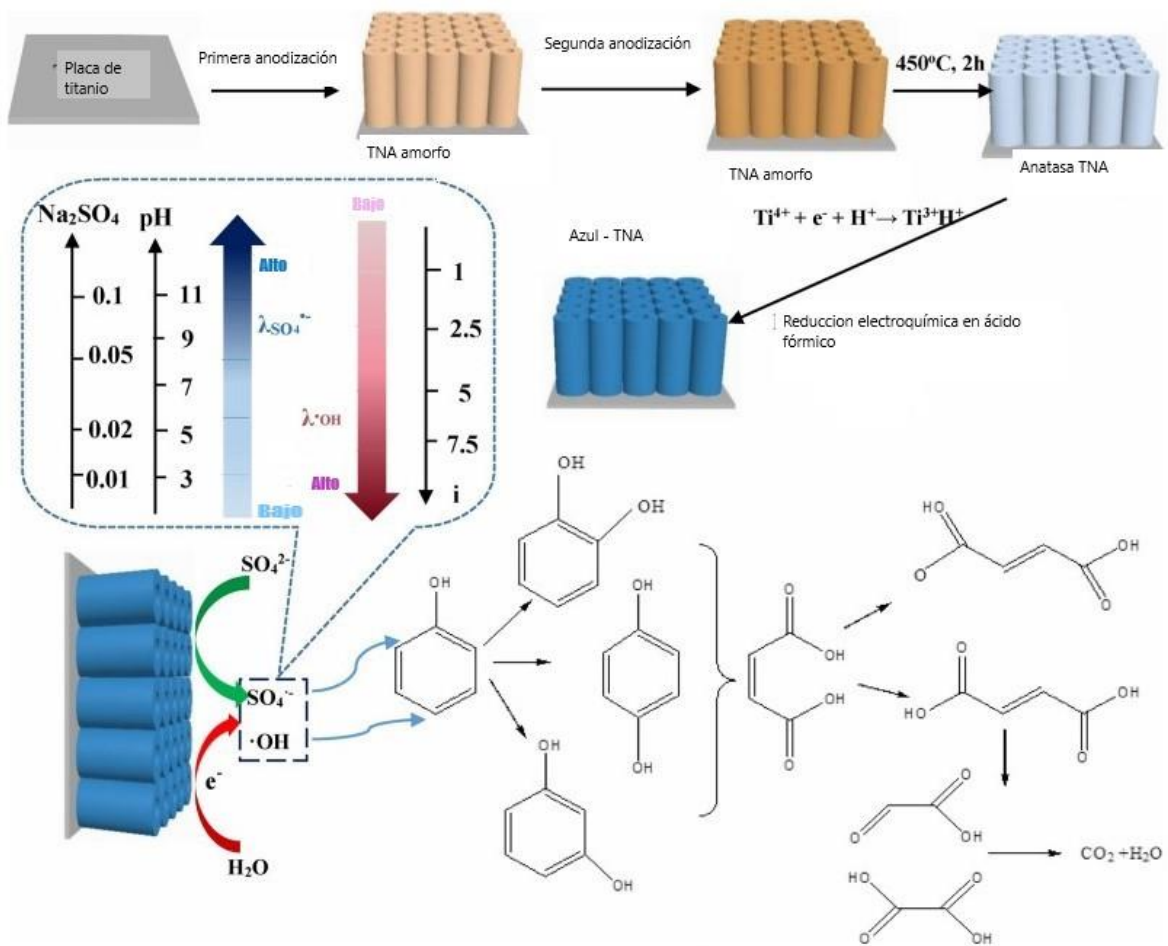 Placa de
titanio
Primera anodización
Segunda anodización
450ºC, 2h
TNA amorfo
TNA amorfo
Anatasa TNA
Ti⁴⁺ + e⁻ + H⁺→ Ti³⁺H⁺
Azul - TNA
Reduccion electroquímica en ácido
fórmico
Na₂SO₄
pH
Alto
Bajo
0.1
0.05
0.02
0.01
11
9
7
5
3
λSO₄•⁻
λ•OH
Alto
Bajo
1
2.5
5
7.5
i
SO₄²⁻
SO₄•⁻
·OH
e⁻
H₂O
OH
OH
OH
OH
OH
OH
OH
O
OH
OH
O
HO
O
OH
O
O
HO
OH
O
O
OH
O
HO
O
O
OH
CO₂ +H₂O